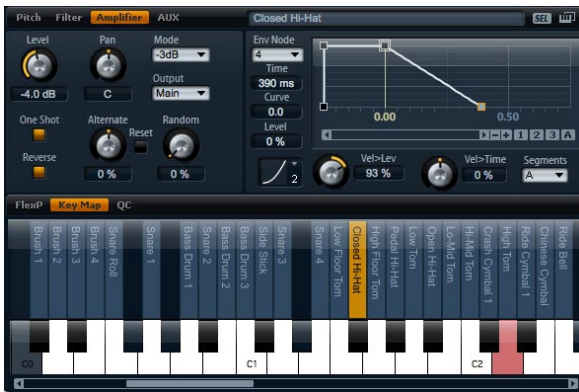 Pitch Filter Amplifier AUX Closed Hi-Hat SEL
Level Pan Mode Env Node
-3dB 4
Time
Output 390 ms
-4.0 dB C Main Curve
0.0 0.00 0.50
One Shot Alternate Reset Random Level
0 % - + 1 2 3 A
Reverse Vel>Lev Vel>Time Segments
0 % 0 % 2 93 % 0 % A
FlexP Key Map QC
Brush 1
Brush 2
Brush 3
Brush 4
Snare Roll
Snare 1
Bass Drum 1
Snare 2
Bass Drum 2
Bass Drum 3
Side Stick
Snare 3
Snare 4
Low Floor Tom
Closed Hi-Hat
High Floor Tom
Pedal Hi-Hat
Low Tom
Open Hi-Hat
Lo-Mid Tom
Hi-Mid Tom
Crash Cymbal 1
High Tom
Ride Cymbal 1
Chinese Cymbal
Ride Bell
C0 C1 C2